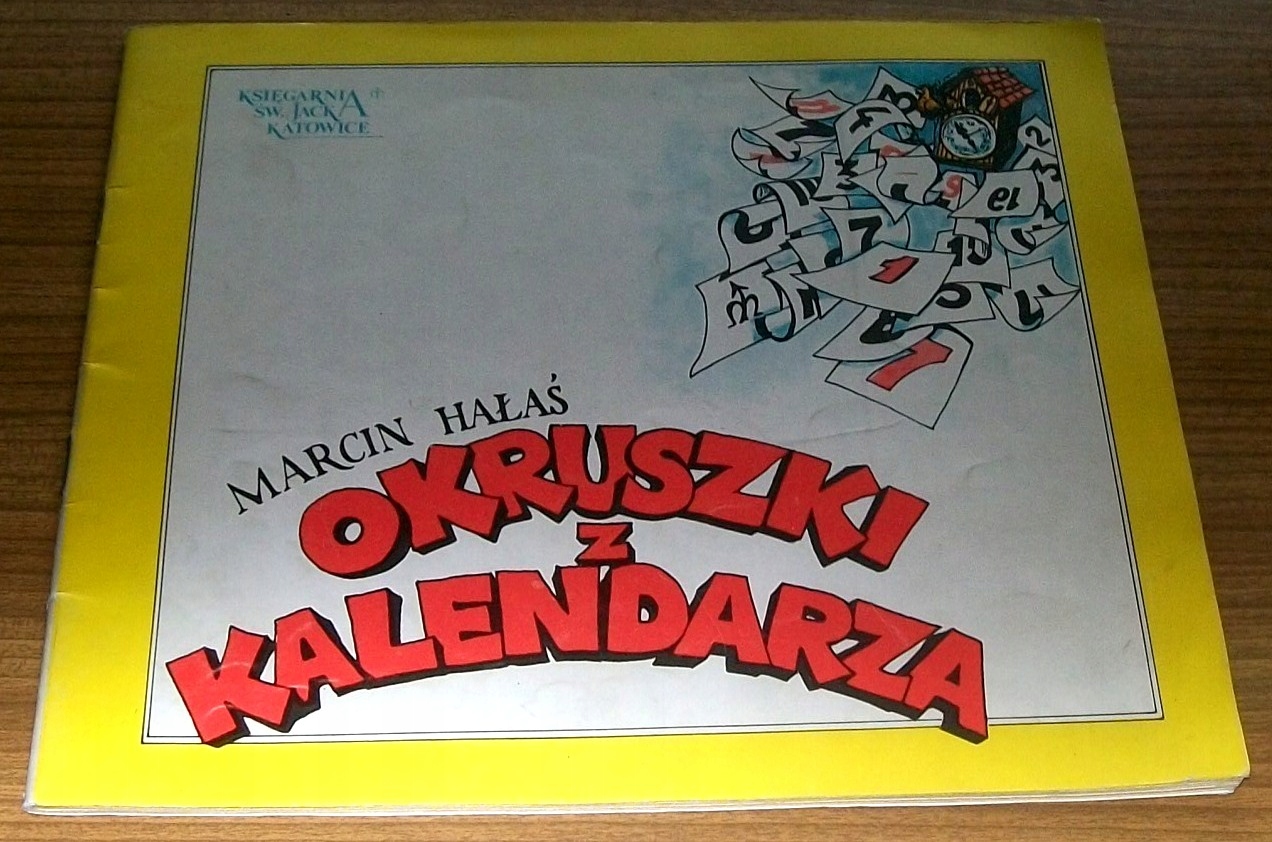 KSIĘGARNIA
ŚW. JACKA
KATOWICE
MARCIN HAŁAŚ
OKRUSZKI
Z
KALENDARZA